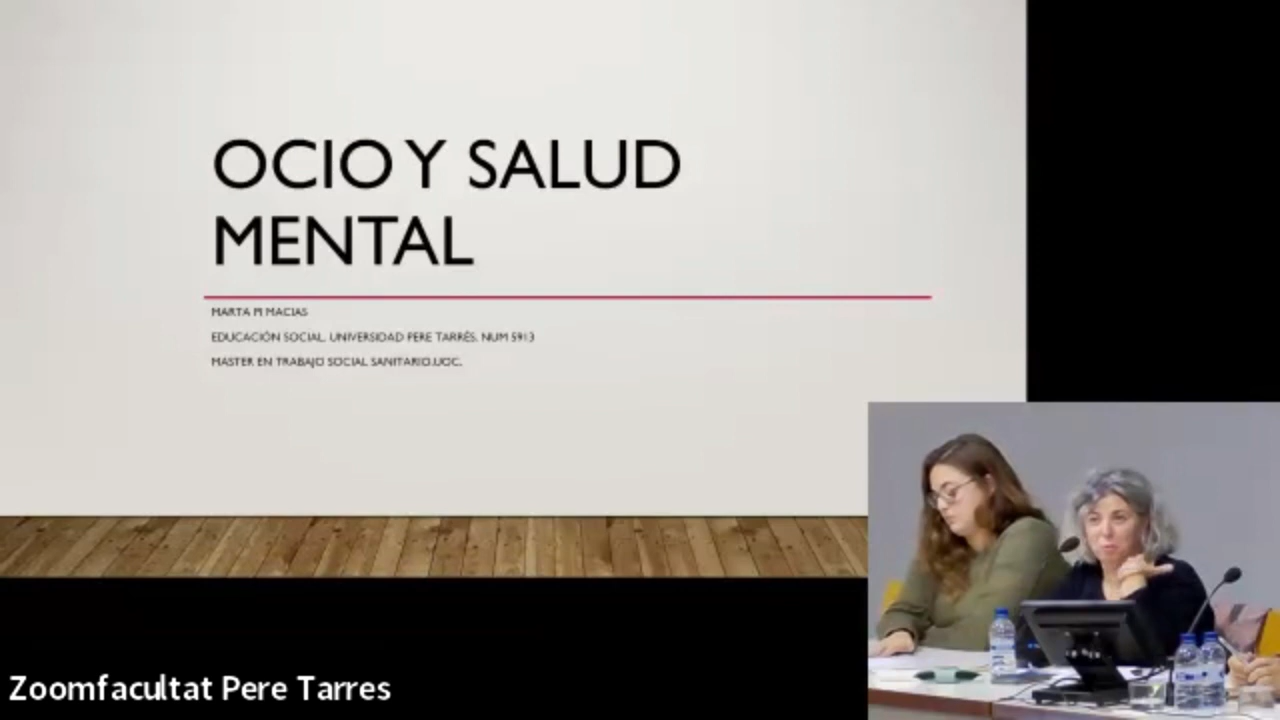 OCIO Y SALUD
MENTAL
MARTA PI MACIAS
EDUCACIÓN SOCIAL. UNIVERSIDAD PERE TARRÉS. NUM 5913
MASTER EN TRABAJO SOCIAL SANITARIO.UOC.
Zoomfacultat Pere Tarres